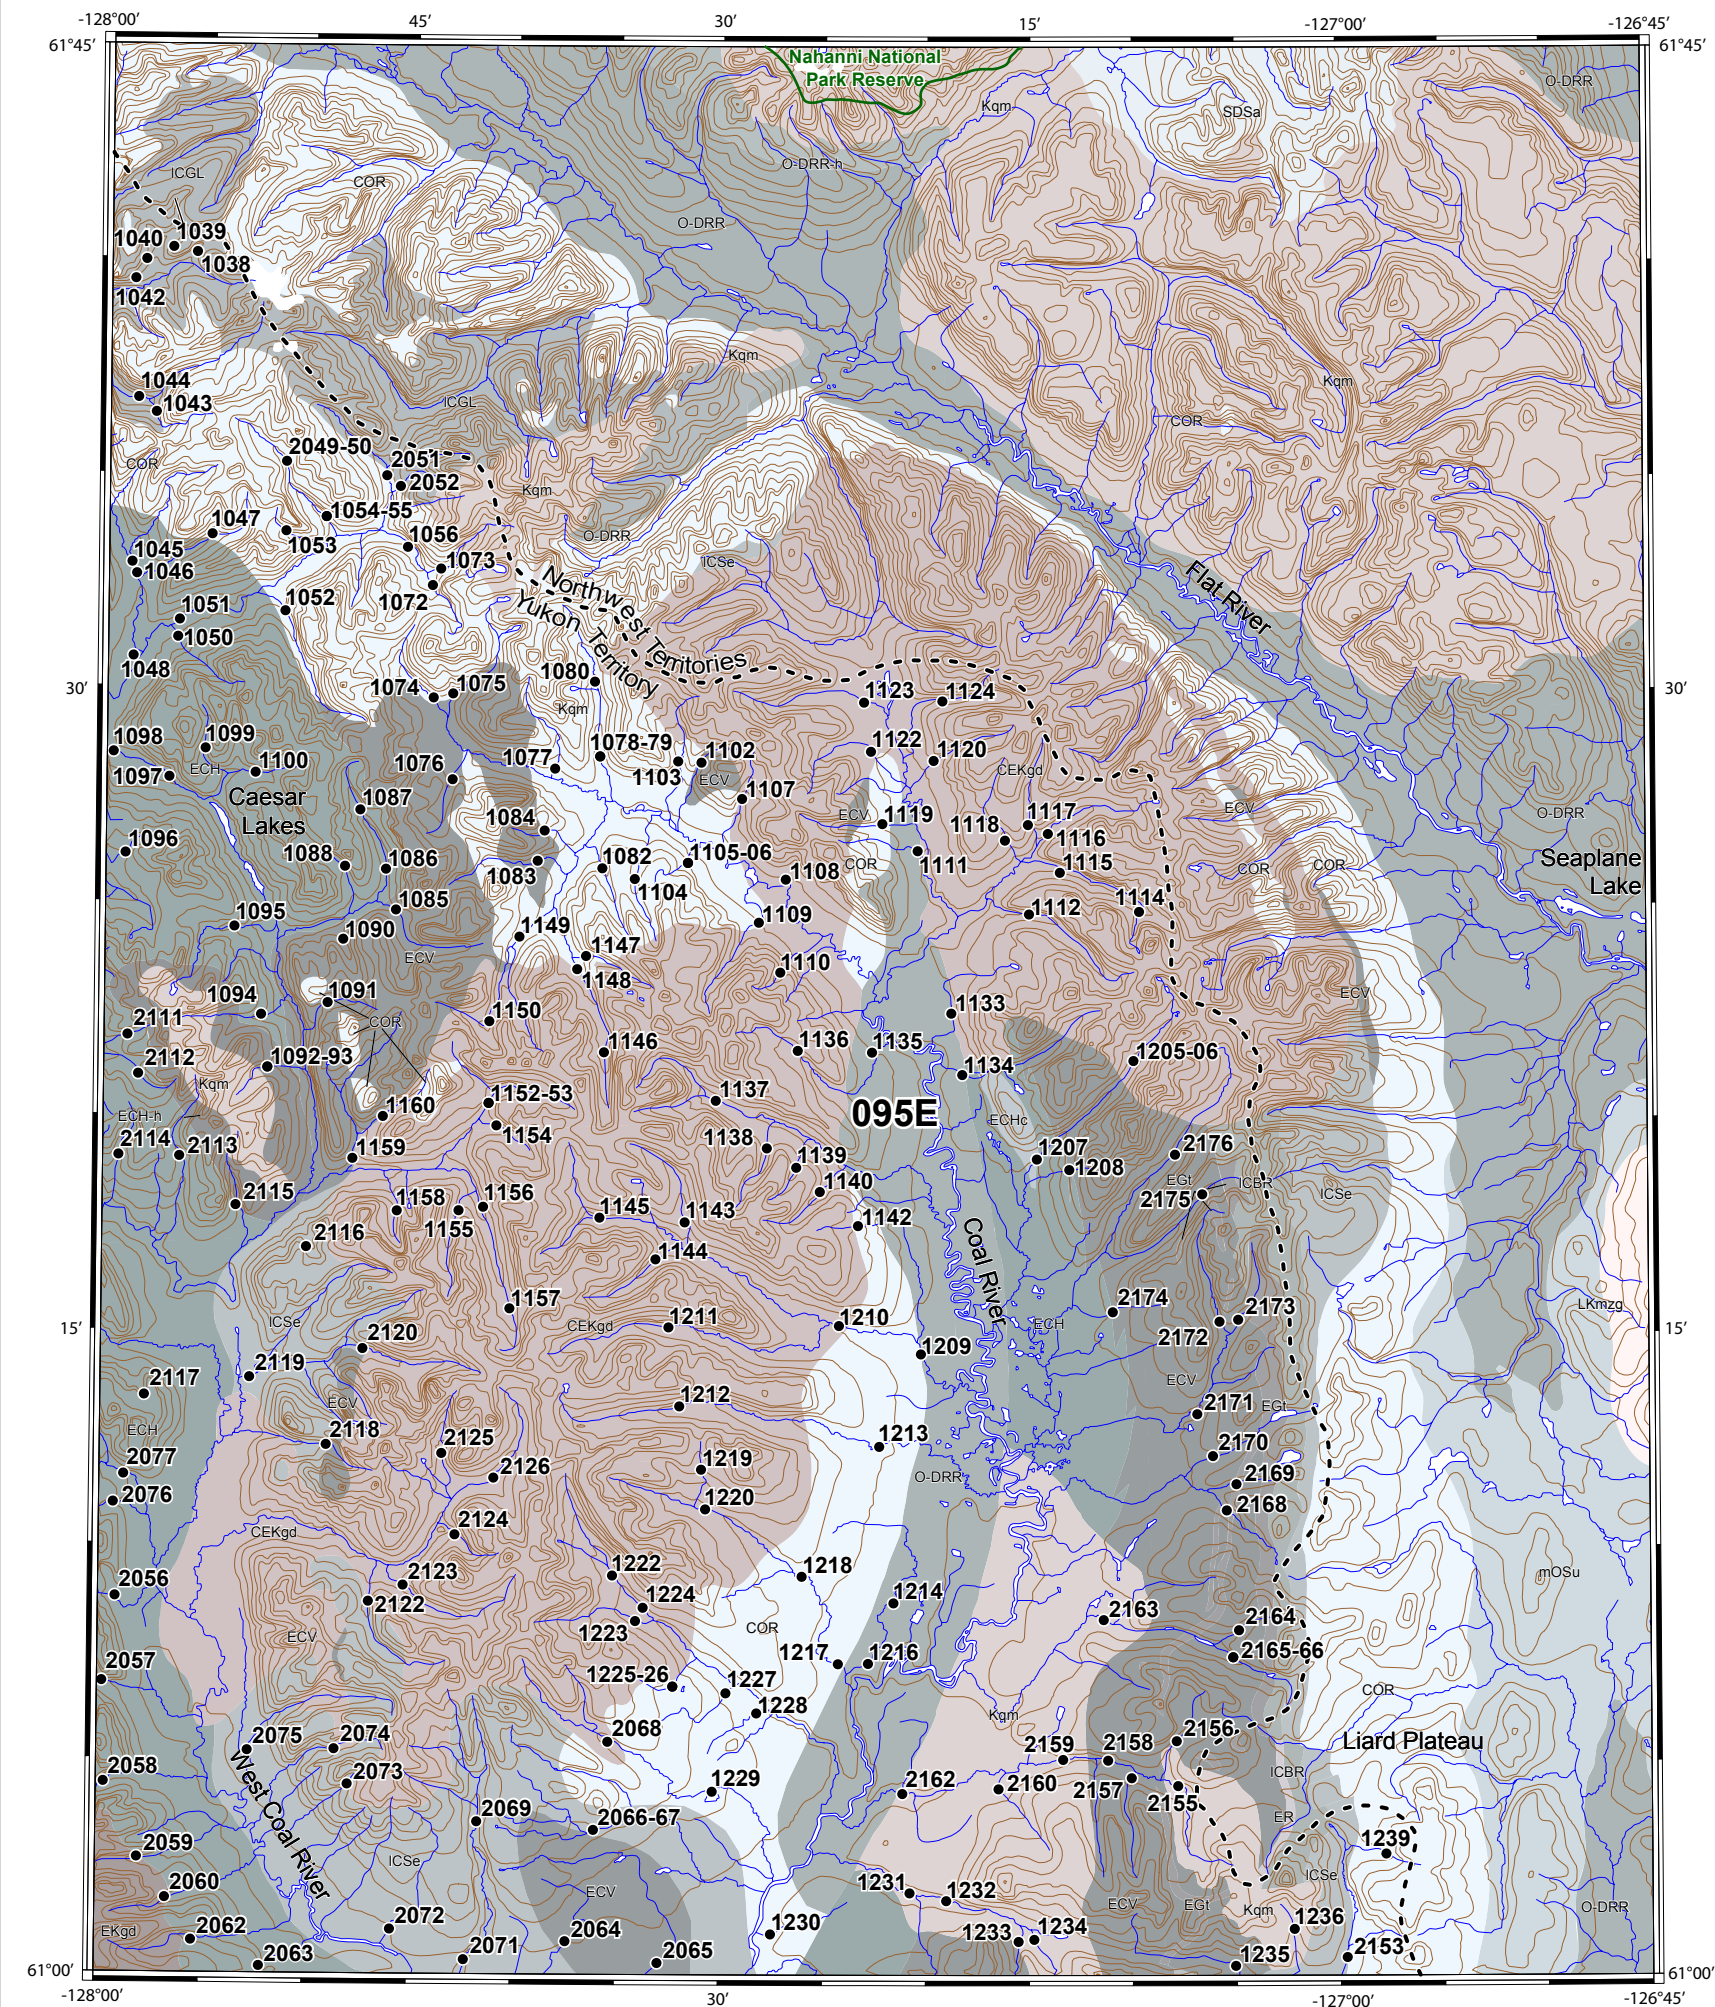 -128°00′ 45′ 30′ 15′ -127°00′ -126°45′
61°45′ 61°45′
Nahanni National
Park Reserve
O-DRR
Kqm
SDSa
O-DRR-h
ICGL
COR
O-DRR
1039
1040
1038
1042
Kqm
Kqm
1044
ICGL
1043
COR
2049-50
2051
COR
2052
Kqm
1054-55
1047
1056
O-DRR
1053
1045
1073
ICSe
1046
Northwest Territories
Yukon Territory
Flat River
1072
1052
1051
1050
1048
1080
1075
1074
30′ 30′
1123
1124
Kqm
1098
1099
1078-79
1102
1122
1120
1077
1103
1100
ECH
1097
1076
ECV
CEKgd
1107
Caesar
Lakes
1087
1084
ECV
1119
1117
ECV
O-DRR
1118
1116
1096
1088
1086
1082
1105-06
COR
1111
1115
COR
COR
Seaplane
Lake
1083
1104
1108
1085
1095
1109
1112
1114
1090
1149
1147
ECV
1110
1148
1094
1091
ECV
1133
COR
1150
2111
1136
1135
1146
1205-06
2112
1092-93
1134
Kqm
1137
1152-53
1160
095E
ECHc
ECH-h
1154
1138
2114
2113
1159
1139
1207
2176
1208
EGt
ICBR
1140
2175
ICSe
2115
1158
1156
1145
1143
1142
1155
2116
1144
Coal River
1157
2174
2173
LKmzg
ICSe
CEKgd
1211
1210
ECH
15′ 15′
2172
2120
1209
2119
2117
ECV
1212
ECV
2171
EGt
2118
ECH
2125
1213
2170
2077
2126
1219
O-DRR
2169
2076
1220
2168
2124
CEKgd
2056
2123
1222
1218
mOSu
2122
1224
1214
2163
2164
1223
COR
ECV
2165-66
2057
1217
1216
1225-26
1227
COR
1228
Kqm
2075
2074
2068
2156
Liard Plateau
2058
2159
2158
2073
1229
2162
2160
2157
ICBR
2155
West Coal River
2069
2066-67
ER
2059
1239
ICSe
ICSe
2060
ECV
1231
1232
ECV
EGt
Kqm
O-DRR
EKgd
2062
2072
2064
1230
1233
1234
1236
2063
2071
2065
1235
2153
61°00′ 61°00′
-128°00′ 30′ -127°00′ -126°45′